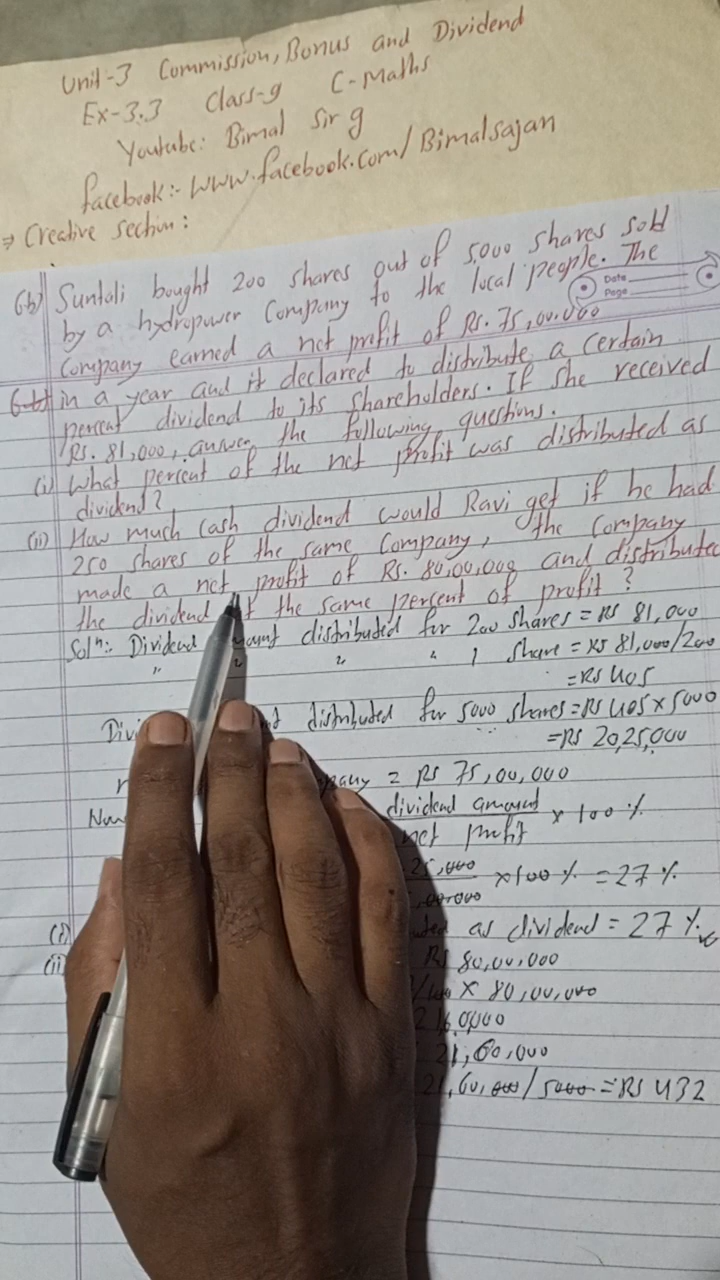 Unit-3 Commission, Bonus and Dividend
Ex-3.3 Class-9 C-Maths
Youtube: Bimal Sir g
facebook:- www.facebook.com/Bimalsajan
⇒ Creative section:
Date
Page
6b) Suntali bought 200 shares out of 5,000 shares sold
by a hydropower Company to the local people. The
Company earned a net profit of Rs. 75,00,000
in a year and it declared to distribute a certain
percent dividend to its shareholders. If she received
Rs. 81,000, answer the following questions.
(i) What percent of the net profit was distributed as
dividend?
(ii) How much cash dividend would Ravi get if he had
250 shares of the same Company, the Company
made a net profit of Rs. 80,00,000 and distributed
the dividend at the same percent of profit?
Solⁿ: Dividend amount distributed for 200 shares = Rs 81,000
" " " " 1 share = Rs 81,000/200
= Rs 405
distributed for 5000 shares = Rs 405 × 5000
= Rs 20,25,000
= Rs 75,00,000
dividend amount
net profit × 100 %
25,000
× 100 % = 27 %
(i) as dividend = 27 %
(ii) Rs 80,00,000
× 80,00,000
21,60,000
21,60,000/5000 = Rs 432